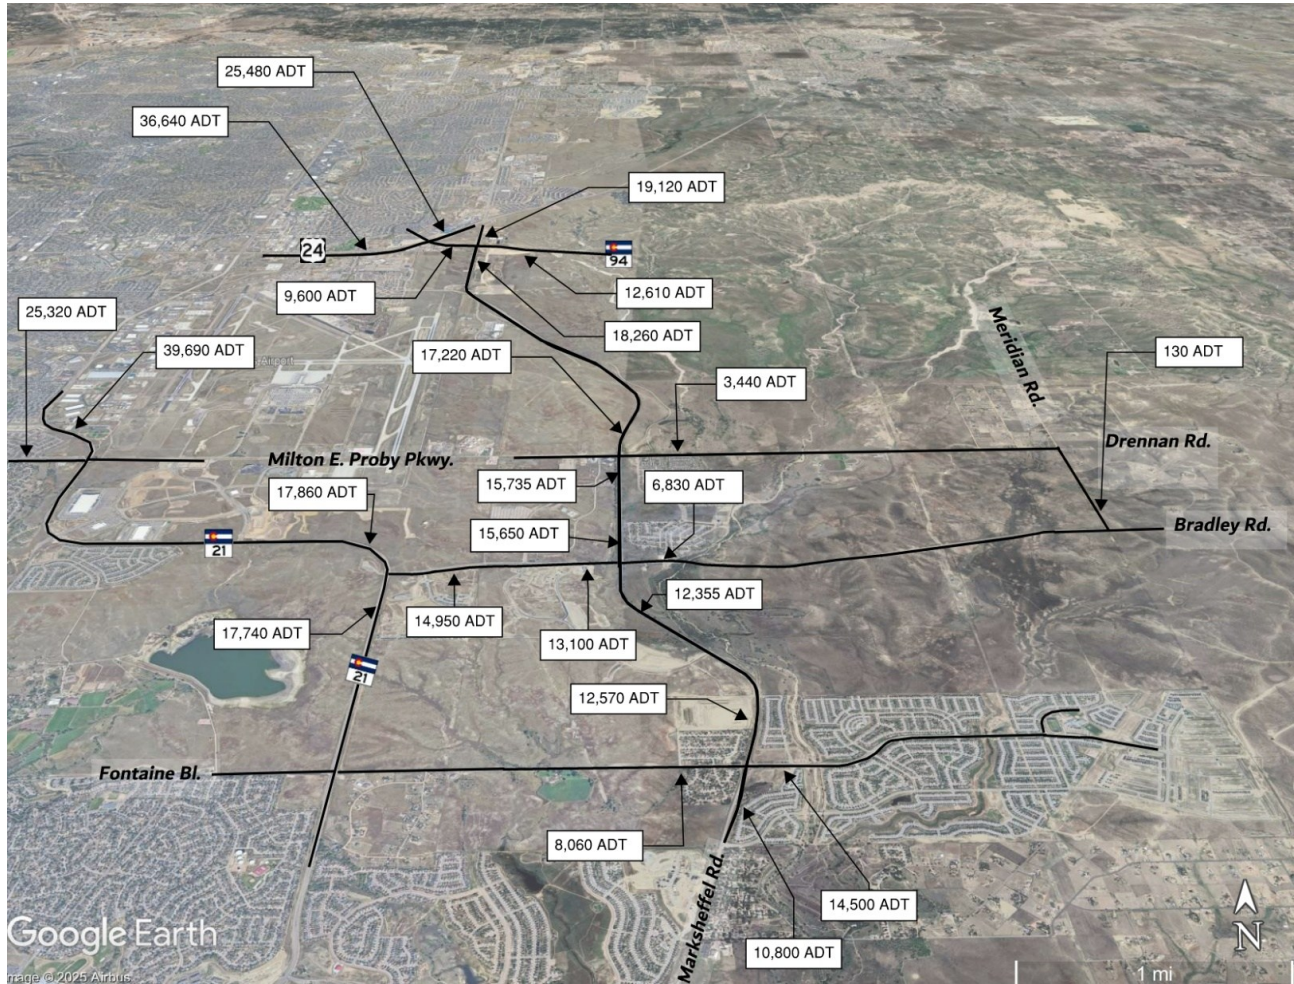 25,480 ADT
36,640 ADT
19,120 ADT
24
94
9,600 ADT
12,610 ADT
25,320 ADT
18,260 ADT
39,690 ADT
Airport
17,220 ADT
Meridian Rd.
130 ADT
3,440 ADT
Drennan Rd.
Milton E. Proby Pkwy.
17,860 ADT
15,735 ADT
6,830 ADT
15,650 ADT
Bradley Rd.
21
12,355 ADT
14,950 ADT
17,740 ADT
13,100 ADT
21
12,570 ADT
Fontaine Bl.
8,060 ADT
Marksheffel Rd.
14,500 ADT
10,800 ADT
Google Earth
N
mage © 2025 Airbus
1 mi